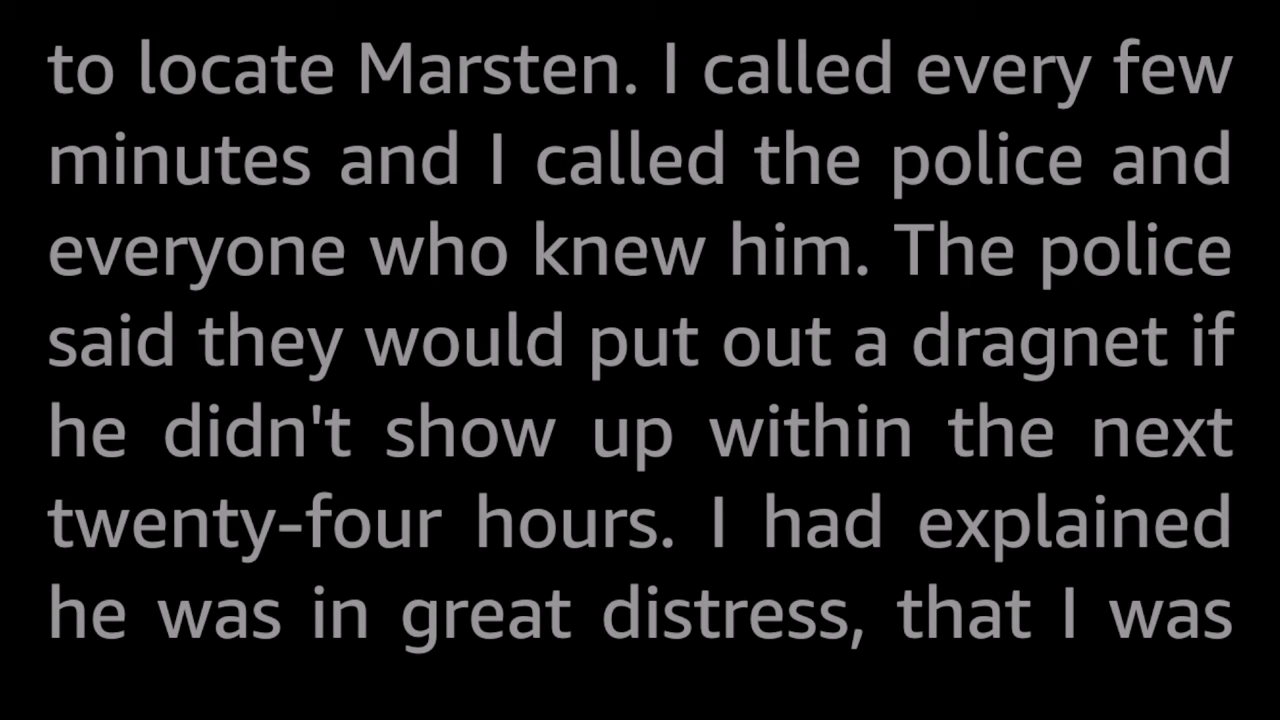 to locate Marsten. I called every few
minutes and I called the police and
everyone who knew him. The police
said they would put out a dragnet if
he didn't show up within the next
twenty-four hours. I had explained
he was in great distress, that I was